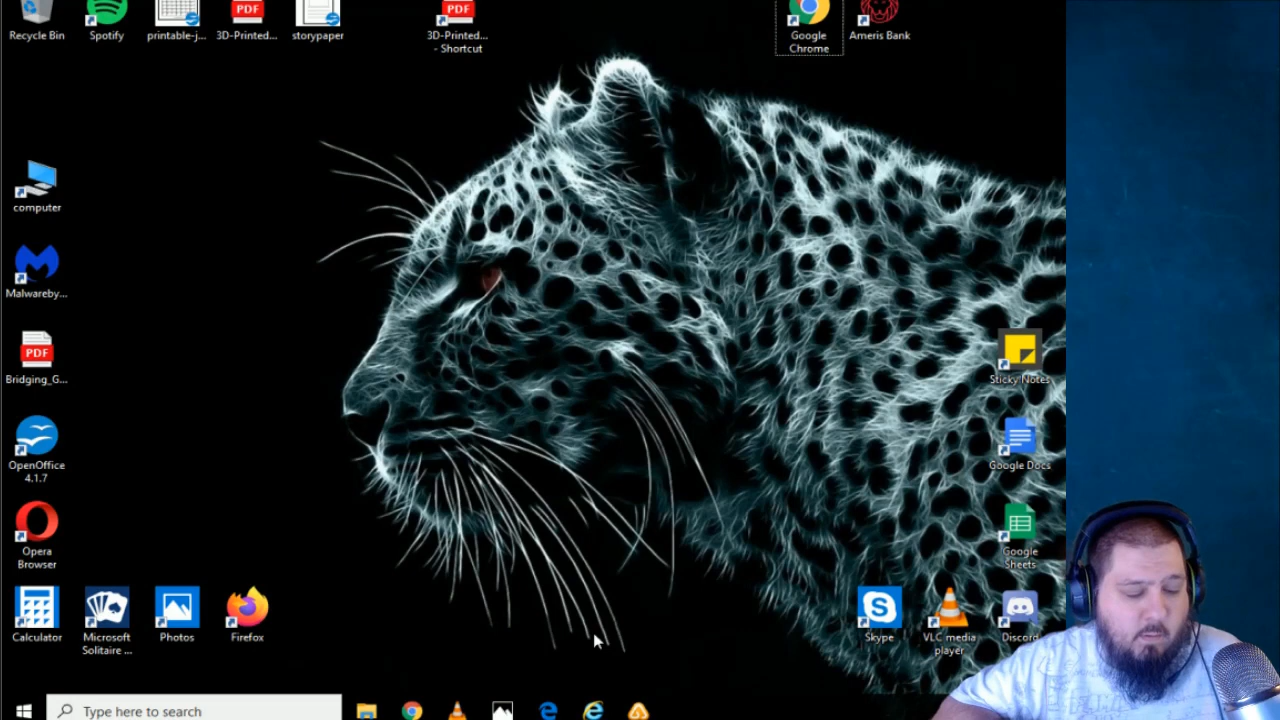 Recycle Bin
Spotify
printable-j...
PDF
3D-Printed...
storypaper
PDF
3D-Printed...
- Shortcut
Google
Chrome
Ameris Bank
computer
Malwareby...
PDF
Bridging_G...
OpenOffice
4.1.7
Opera
Browser
Calculator
Microsoft
Solitaire ...
Photos
Firefox
Sticky Notes
Google Docs
Google
Sheets
Skype
VLC media
player
Discord
Type here to search